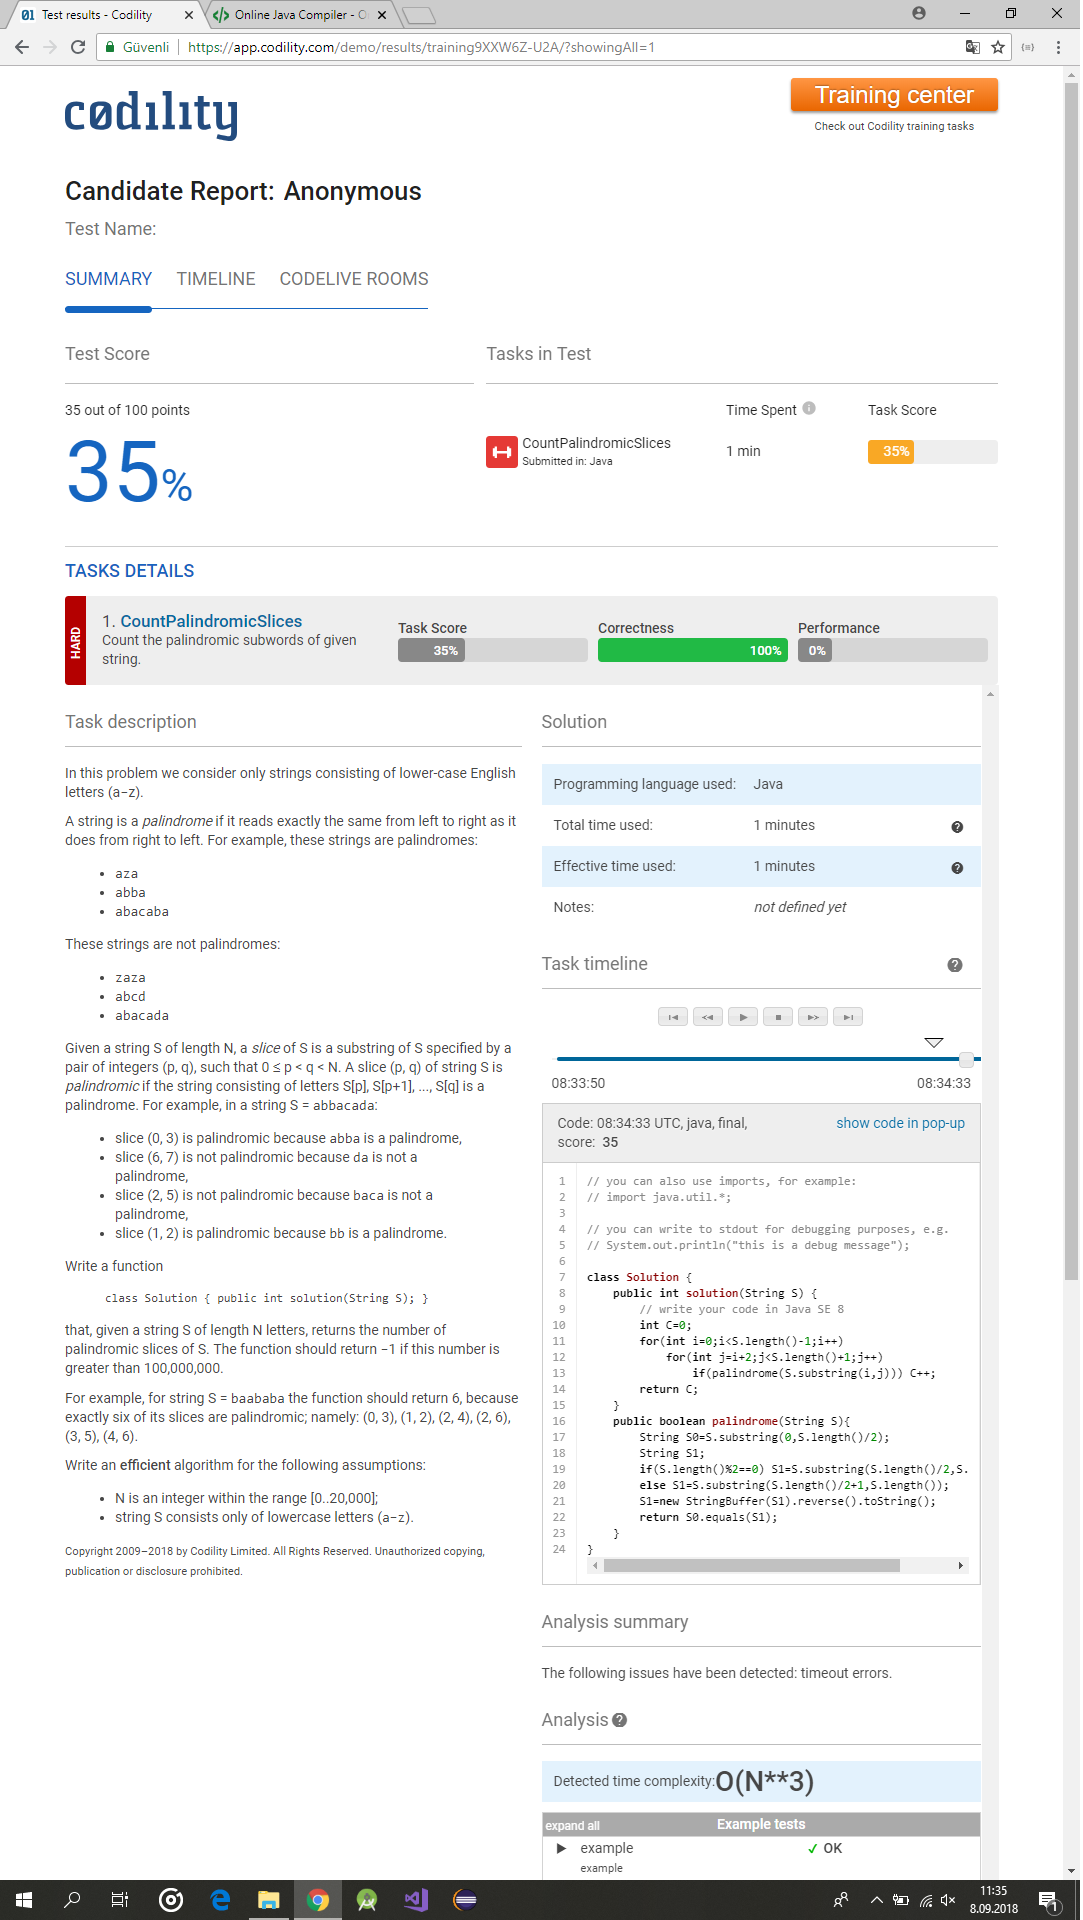 Test results - Codility
Online Java Compiler - O
Güvenli
https://app.codility.com/demo/results/training9XXW6Z-U2A/?showingAll=1
codility
Training center
Check out Codility training tasks
Candidate Report: Anonymous
Test Name:
SUMMARY TIMELINE CODELIVE ROOMS
Test Score
35 out of 100 points
35%
Tasks in Test
Time Spent
Task Score
CountPalindromicSlices
Submitted in: Java
1 min
35%
TASKS DETAILS
HARD
1. CountPalindromicSlices
Count the palindromic subwords of given
string.
Task Score
35%
Correctness
100%
Performance
0%
Task description
In this problem we consider only strings consisting of lower-case English
letters (a-z).
A string is a palindrome if it reads exactly the same from left to right as it
does from right to left. For example, these strings are palindromes:
• aza
• abba
• abacaba
These strings are not palindromes:
• zaza
• abcd
• abacada
Given a string S of length N, a slice of S is a substring of S specified by a
pair of integers (p, q), such that 0 ≤ p < q < N. A slice (p, q) of string S is
palindromic if the string consisting of letters S[p], S[p+1], ..., S[q] is a
palindrome. For example, in a string S = abbacada:
• slice (0, 3) is palindromic because abba is a palindrome,
• slice (6, 7) is not palindromic because da is not a
palindrome,
• slice (2, 5) is not palindromic because baca is not a
palindrome,
• slice (1, 2) is palindromic because bb is a palindrome.
Write a function
class Solution { public int solution(String S); }
that, given a string S of length N letters, returns the number of
palindromic slices of S. The function should return −1 if this number is
greater than 100,000,000.
For example, for string S = baababa the function should return 6, because
exactly six of its slices are palindromic; namely: (0, 3), (1, 2), (2, 4), (2, 6),
(3, 5), (4, 6).
Write an efficient algorithm for the following assumptions:
• N is an integer within the range [0..20,000];
• string S consists only of lowercase letters (a-z).
Copyright 2009–2018 by Codility Limited. All Rights Reserved. Unauthorized copying,
publication or disclosure prohibited.
Solution
Programming language used: Java
Total time used: 1 minutes
Effective time used: 1 minutes
Notes: not defined yet
Task timeline
08:33:50
08:34:33
Code: 08:34:33 UTC, java, final,
score: 35
show code in pop-up
1 // you can also use imports, for example:
2 // import java.util.*;
3
4 // you can write to stdout for debugging purposes, e.g.
5 // System.out.println("this is a debug message");
6
7 class Solution {
8 public int solution(String S) {
9 // write your code in Java SE 8
10 int C=0;
11 for(int i=0;i<S.length()-1;i++)
12 for(int j=i+2;j<S.length()+1;j++)
13 if(palindrome(S.substring(i,j))) C++;
14 return C;
15 }
16 public boolean palindrome(String S){
17 String S0=S.substring(0,S.length()/2);
18 String S1;
19 if(S.length()%2==0) S1=S.substring(S.length()/2,S.
20 else S1=S.substring(S.length()/2+1,S.length());
21 S1=new StringBuffer(S1).reverse().toString();
22 return S0.equals(S1);
23 }
24 }
Analysis summary
The following issues have been detected: timeout errors.
Analysis
Detected time complexity: O(N**3)
expand all Example tests
example
example
✓ OK
11:35
8.09.2018
1